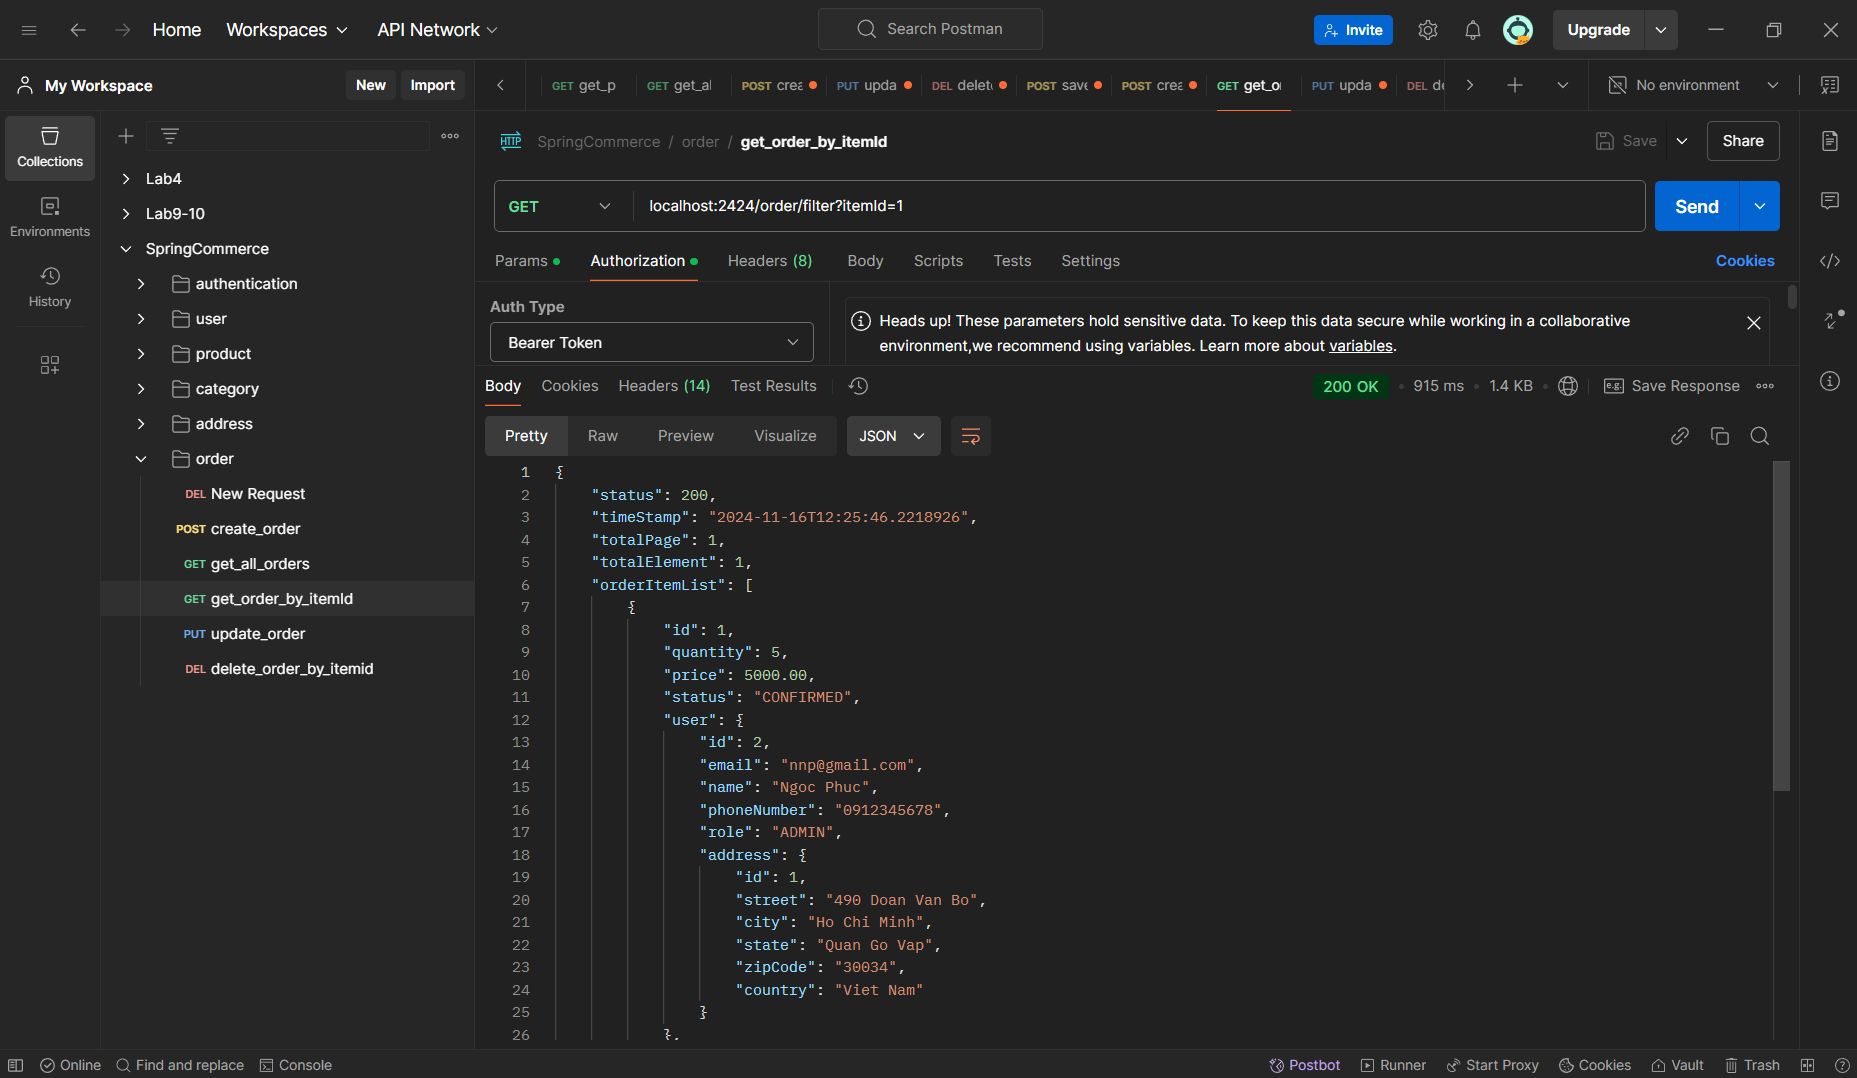 Home
Workspaces
API Network
Search Postman
Invite
Upgrade
My Workspace
New
Import
GET get_p
GET get_al
POST crea
PUT upda
DEL delet
POST save
POST crea
GET get_o
PUT upda
DEL de
No environment
Collections
Environments
History
Lab4
Lab9-10
SpringCommerce
authentication
user
product
category
address
order
DEL New Request
POST create_order
GET get_all_orders
GET get_order_by_itemId
PUT update_order
DEL delete_order_by_itemid
HTTP SpringCommerce / order / get_order_by_itemId
Save
Share
GET localhost:2424/order/filter?itemId=1
Send
Params
Authorization
Headers (8)
Body
Scripts
Tests
Settings
Cookies
Auth Type
Bearer Token
Heads up! These parameters hold sensitive data. To keep this data secure while working in a collaborative
environment,we recommend using variables. Learn more about variables.
Body
Cookies
Headers (14)
Test Results
200 OK
915 ms
1.4 KB
e.g. Save Response
Pretty
Raw
Preview
Visualize
JSON
1 {
2 "status": 200,
3 "timeStamp": "2024-11-16T12:25:46.2218926",
4 "totalPage": 1,
5 "totalElement": 1,
6 "orderItemList": [
7 {
8 "id": 1,
9 "quantity": 5,
10 "price": 5000.00,
11 "status": "CONFIRMED",
12 "user": {
13 "id": 2,
14 "email": "nnp@gmail.com",
15 "name": "Ngoc Phuc",
16 "phoneNumber": "0912345678",
17 "role": "ADMIN",
18 "address": {
19 "id": 1,
20 "street": "490 Doan Van Bo",
21 "city": "Ho Chi Minh",
22 "state": "Quan Go Vap",
23 "zipCode": "30034",
24 "country": "Viet Nam"
25 }
26 },
Online
Find and replace
Console
Postbot
Runner
Start Proxy
Cookies
Vault
Trash